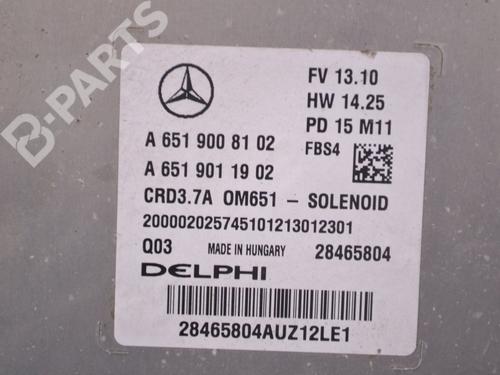 B-PARTS
FV 13.10
HW 14.25
PD 15 M11
FBS4
A 651 900 81 02
A 651 901 19 02
CRD3.7A OM651 – SOLENOID
200002025745101213012301
Q03 MADE IN HUNGARY 28465804
DELPHI
28465804AUZ12LE1